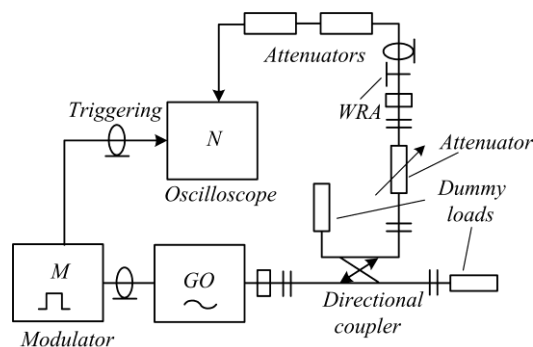 Attenuators
WRA
Triggering
N
Oscilloscope
Attenuator
Dummy
loads
M
Modulator
GO
Directional
coupler